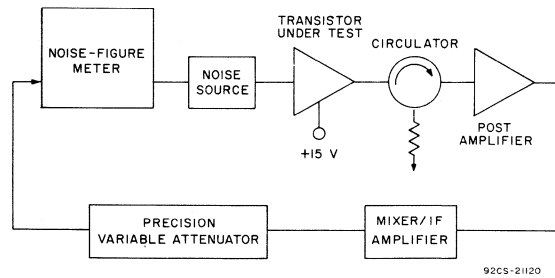 TRANSISTOR
UNDER TEST
CIRCULATOR
NOISE-FIGURE
METER
NOISE
SOURCE
+15 V
POST
AMPLIFIER
PRECISION
VARIABLE ATTENUATOR
MIXER/IF
AMPLIFIER
92CS-21120